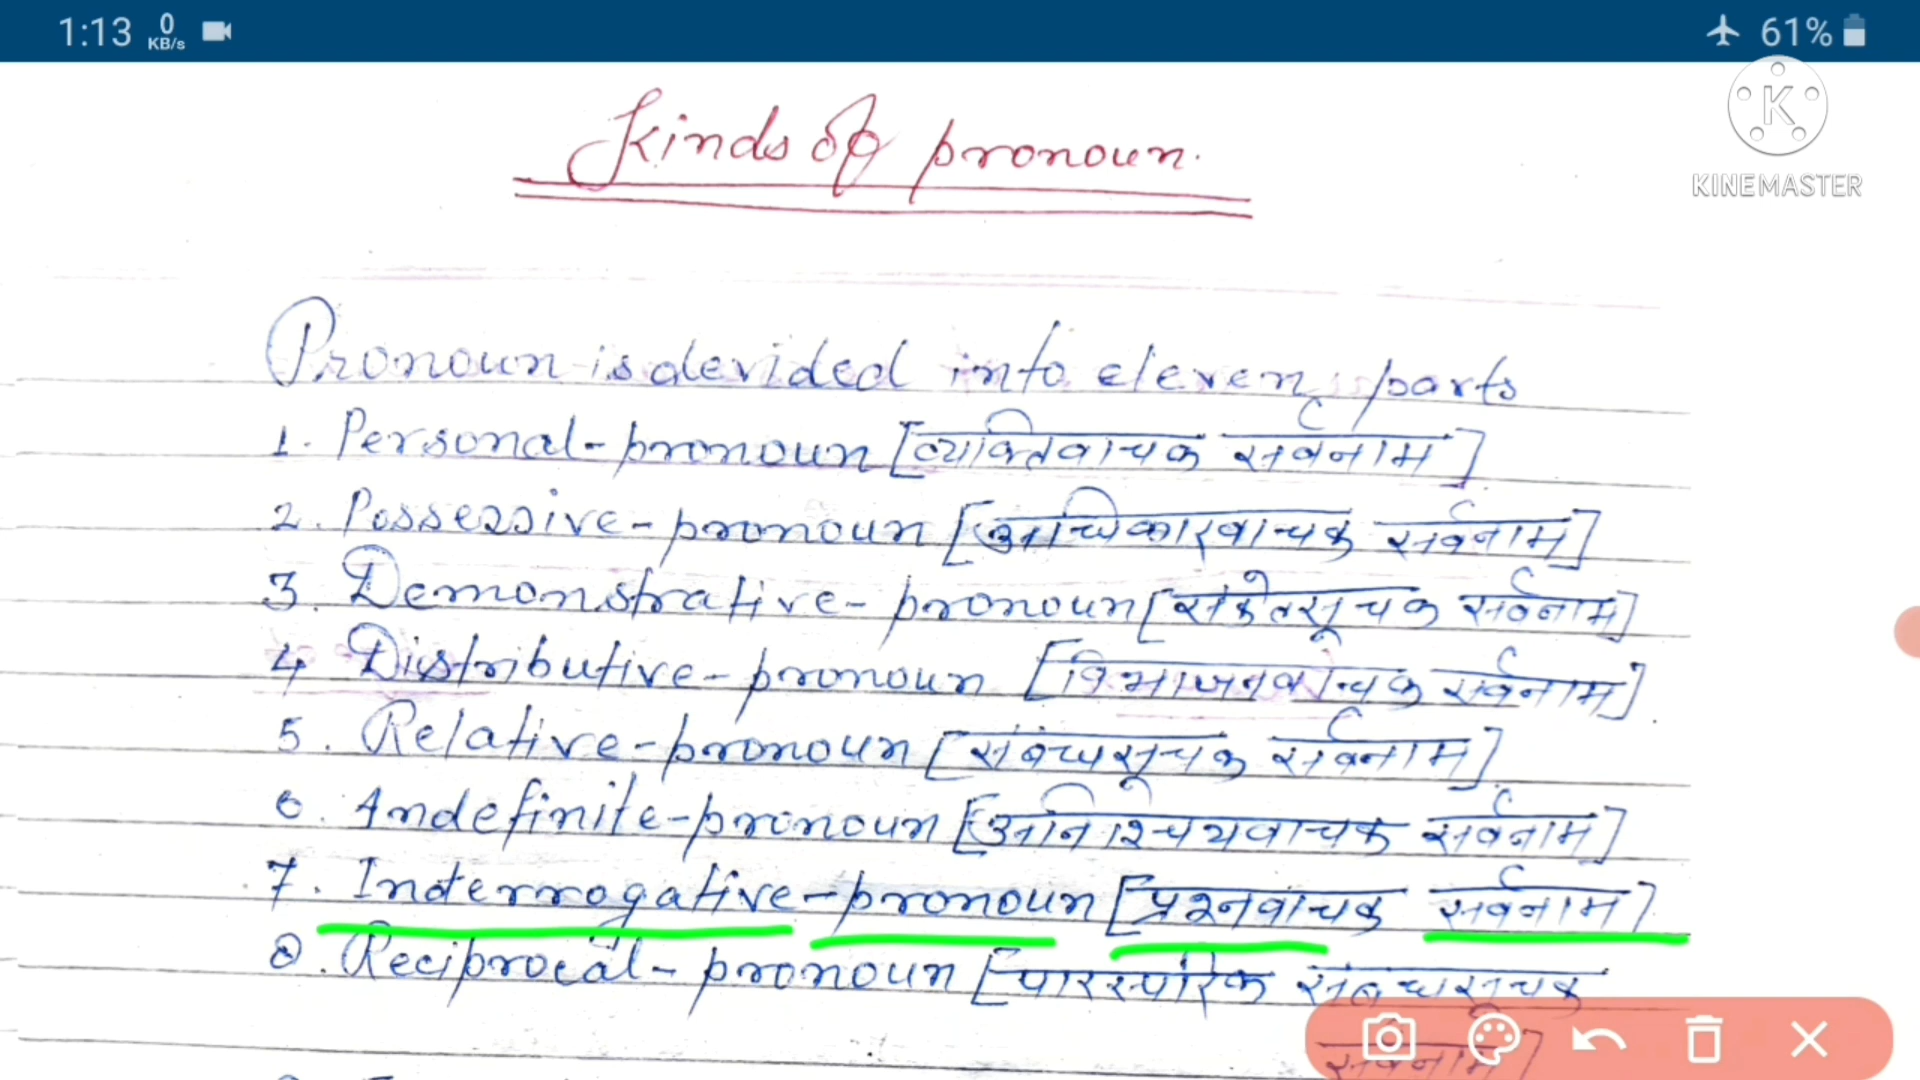 1:13 0 KB/s 61%
KINEMASTER
Kinds of pronoun.
Pronoun is devided into eleven parts
1. Personal-pronoun [व्यक्तिवाचक सर्वनाम]
2. Possessive-pronoun [अधिकारवाचक सर्वनाम]
3. Demonstrative-pronoun [संकेतसूचक सर्वनाम]
4 Distributive-pronoun [विभाजनवाचक सर्वनाम]
5. Relative-pronoun [संबंधसूचक सर्वनाम]
6. Indefinite-pronoun [अनिश्चयवाचक सर्वनाम]
7. Interrogative-pronoun [प्रश्नवाचक सर्वनाम]
8. Reciprocal-pronoun [पारस्परिक संबंधसूचक
सर्वनाम]